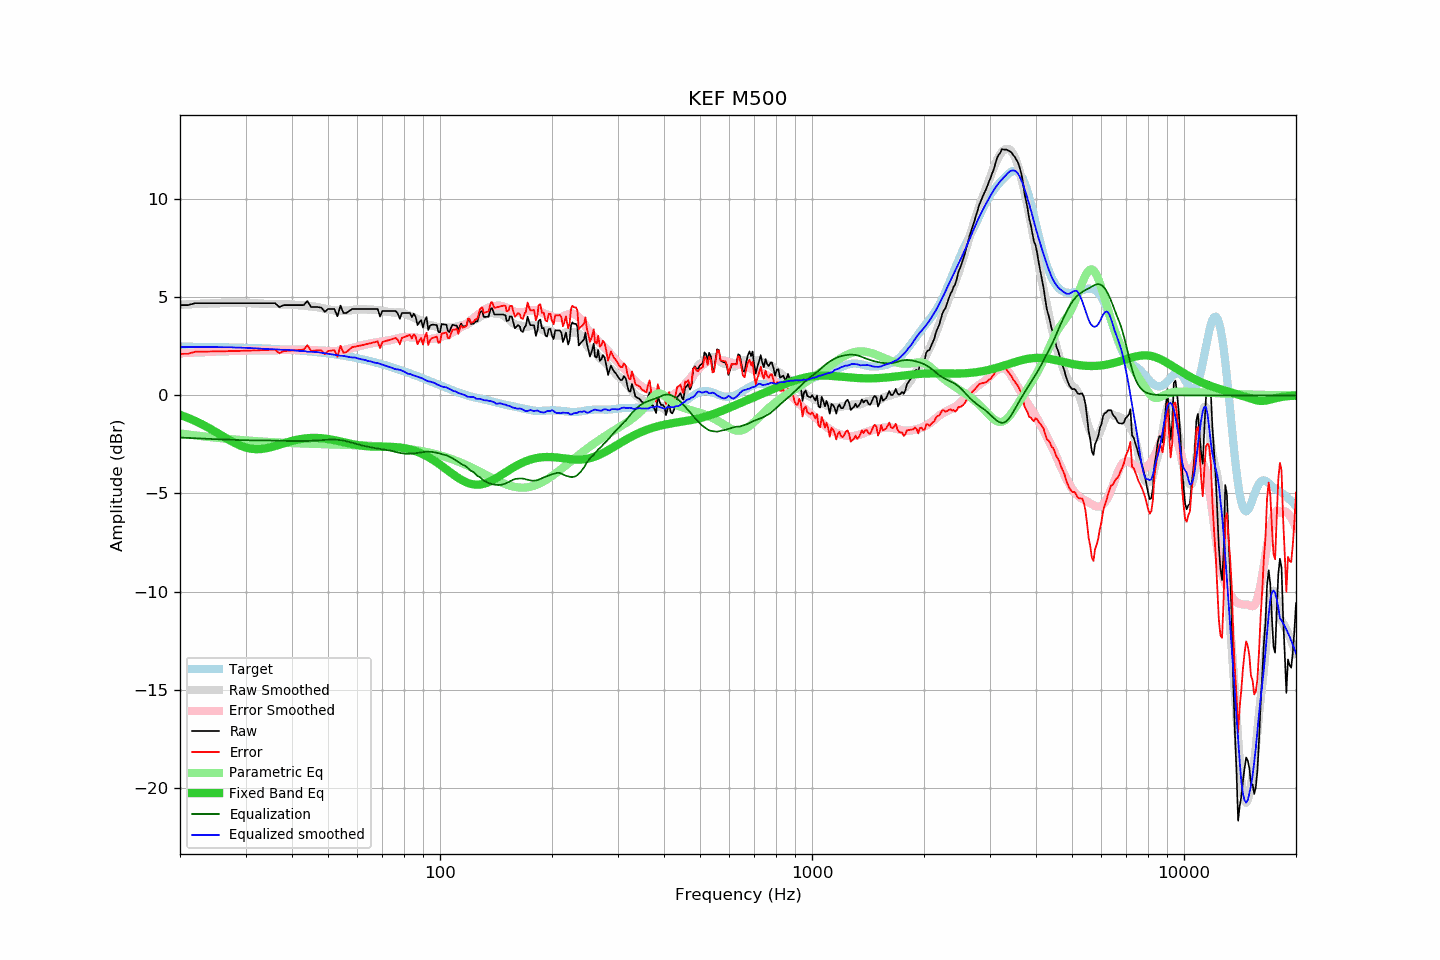 KEF M500
Amplitude (dBr)
10
5
0
−5
−10
−15
−20
Target
Raw Smoothed
Error Smoothed
Raw
Error
Parametric Eq
Fixed Band Eq
Equalization
Equalized smoothed
100
1000
10000
Frequency (Hz)